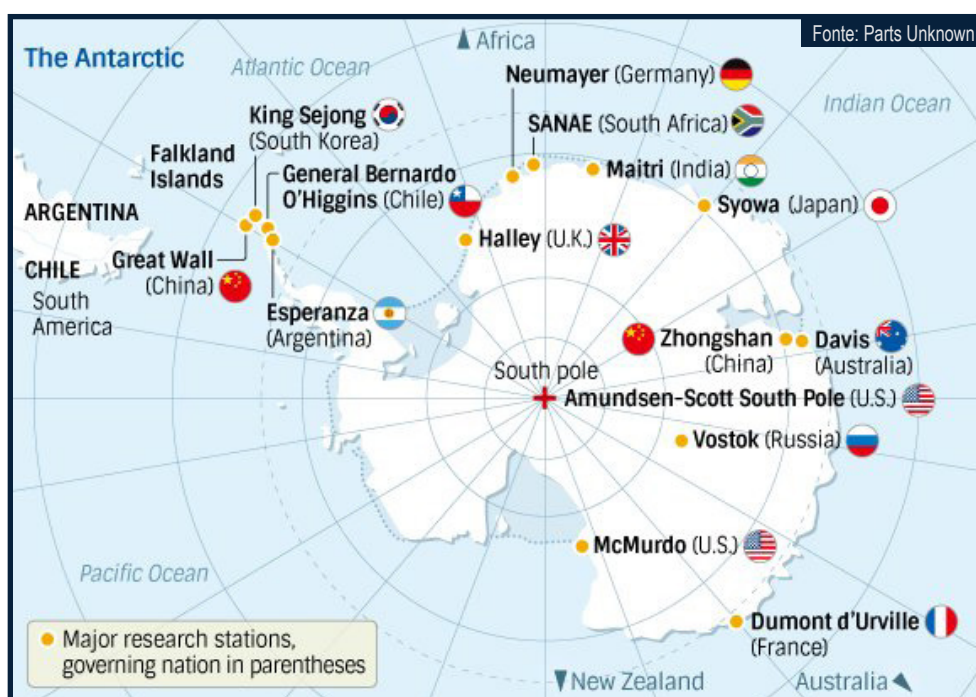 Fonte: Parts Unknown
The Antarctic
Africa
Atlantic Ocean
Indian Ocean
Neumayer (Germany)
King Sejong
(South Korea)
SANAE (South Africa)
Falkland
Islands
General Bernardo
O'Higgins (Chile)
Maitri (India)
ARGENTINA
Syowa (Japan)
Halley (U.K.)
CHILE
South
America
Great Wall
(China)
Esperanza
(Argentina)
Zhongshan
(China)
Davis
(Australia)
South pole
Amundsen-Scott South Pole (U.S.)
Vostok (Russia)
McMurdo (U.S.)
Pacific Ocean
Dumont d'Urville
(France)
Major research stations,
governing nation in parentheses
New Zealand
Australia